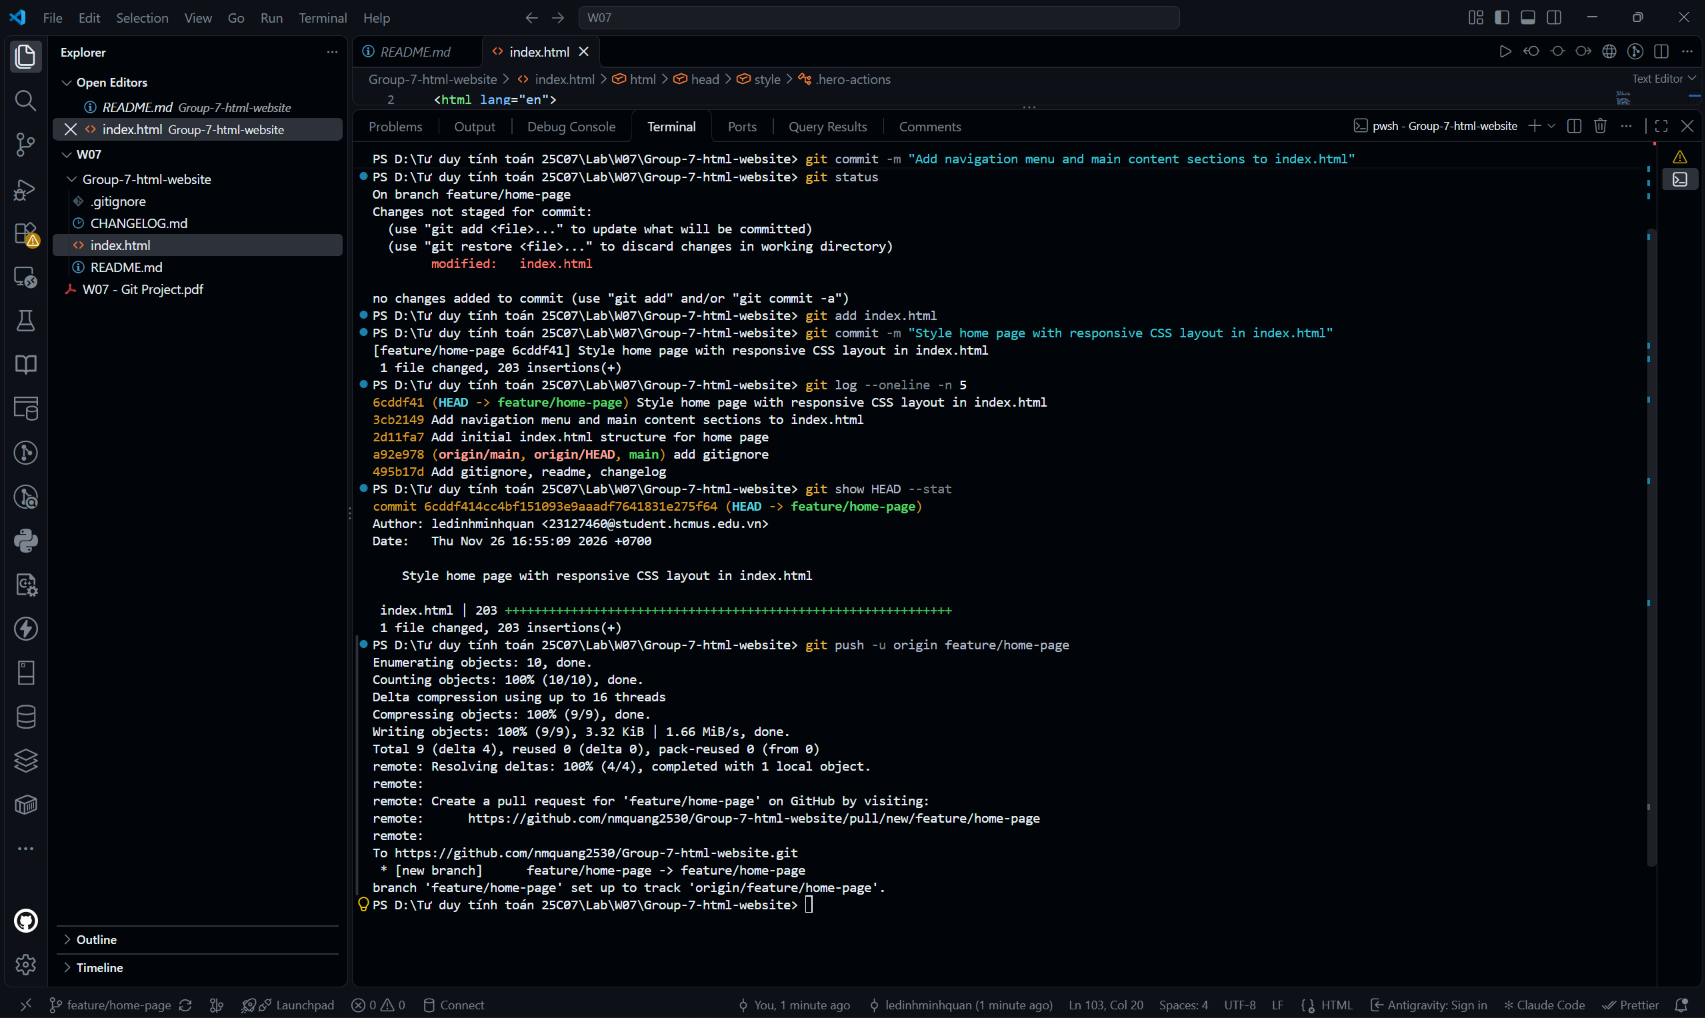 File Edit Selection View Go Run Terminal Help
W07
Explorer
Open Editors
README.md Group-7-html-website
index.html Group-7-html-website
W07
Group-7-html-website
.gitignore
CHANGELOG.md
index.html
README.md
W07 - Git Project.pdf
Outline
Timeline
README.md index.html
Group-7-html-website > index.html > html > head > style > .hero-actions
Text Editor
2 <html lang="en">
Problems Output Debug Console Terminal Ports Query Results Comments
pwsh - Group-7-html-website
PS D:\Tư duy tính toán 25C07\Lab\W07\Group-7-html-website> git commit -m "Add navigation menu and main content sections to index.html"
PS D:\Tư duy tính toán 25C07\Lab\W07\Group-7-html-website> git status
On branch feature/home-page
Changes not staged for commit:
(use "git add <file>..." to update what will be committed)
(use "git restore <file>..." to discard changes in working directory)
modified: index.html
no changes added to commit (use "git add" and/or "git commit -a")
PS D:\Tư duy tính toán 25C07\Lab\W07\Group-7-html-website> git add index.html
PS D:\Tư duy tính toán 25C07\Lab\W07\Group-7-html-website> git commit -m "Style home page with responsive CSS layout in index.html"
[feature/home-page 6cddf41] Style home page with responsive CSS layout in index.html
1 file changed, 203 insertions(+)
PS D:\Tư duy tính toán 25C07\Lab\W07\Group-7-html-website> git log --oneline -n 5
6cddf41 (HEAD -> feature/home-page) Style home page with responsive CSS layout in index.html
3cb2149 Add navigation menu and main content sections to index.html
2d11fa7 Add initial index.html structure for home page
a92e978 (origin/main, origin/HEAD, main) add gitignore
495b17d Add gitignore, readme, changelog
PS D:\Tư duy tính toán 25C07\Lab\W07\Group-7-html-website> git show HEAD --stat
commit 6cddf414cc4bf151093e9aaadf7641831e275f64 (HEAD -> feature/home-page)
Author: ledinhminhquan <23127460@student.hcmus.edu.vn>
Date: Thu Nov 26 16:55:09 2026 +0700
Style home page with responsive CSS layout in index.html
index.html | 203 +++++++++++++++++++++++++++++++++++++++++++++++++++++++++++++
1 file changed, 203 insertions(+)
PS D:\Tư duy tính toán 25C07\Lab\W07\Group-7-html-website> git push -u origin feature/home-page
Enumerating objects: 10, done.
Counting objects: 100% (10/10), done.
Delta compression using up to 16 threads
Compressing objects: 100% (9/9), done.
Writing objects: 100% (9/9), 3.32 KiB | 1.66 MiB/s, done.
Total 9 (delta 4), reused 0 (delta 0), pack-reused 0 (from 0)
remote: Resolving deltas: 100% (4/4), completed with 1 local object.
remote:
remote: Create a pull request for 'feature/home-page' on GitHub by visiting:
remote: https://github.com/nmquang2530/Group-7-html-website/pull/new/feature/home-page
remote:
To https://github.com/nmquang2530/Group-7-html-website.git
* [new branch] feature/home-page -> feature/home-page
branch 'feature/home-page' set up to track 'origin/feature/home-page'.
PS D:\Tư duy tính toán 25C07\Lab\W07\Group-7-html-website>
feature/home-page Launchpad 0 0 Connect You, 1 minute ago ledinhminhquan (1 minute ago) Ln 103, Col 20 Spaces: 4 UTF-8 LF HTML Antigravity: Sign in Claude Code Prettier